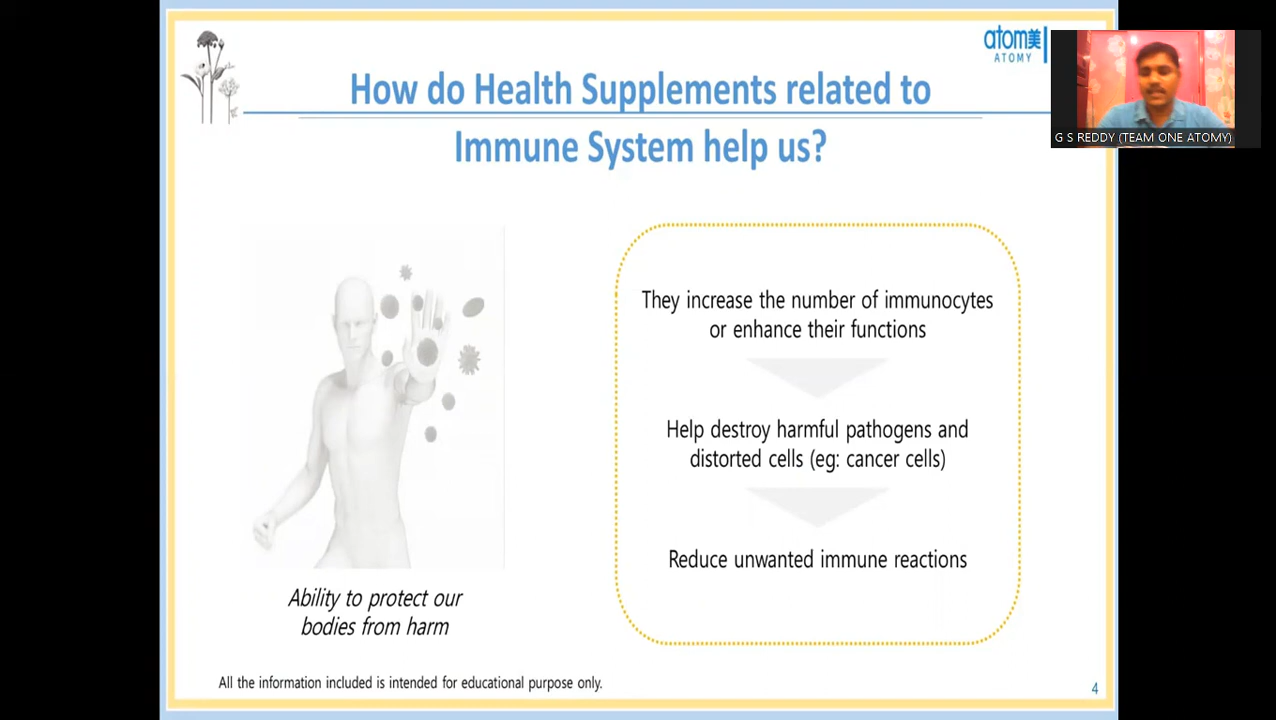 atom美
ATOMY
How do Health Supplements related to
Immune System help us?
G S REDDY (TEAM ONE ATOMY)
They increase the number of immunocytes
or enhance their functions
Help destroy harmful pathogens and
distorted cells (eg: cancer cells)
Reduce unwanted immune reactions
Ability to protect our
bodies from harm
All the information included is intended for educational purpose only.
4